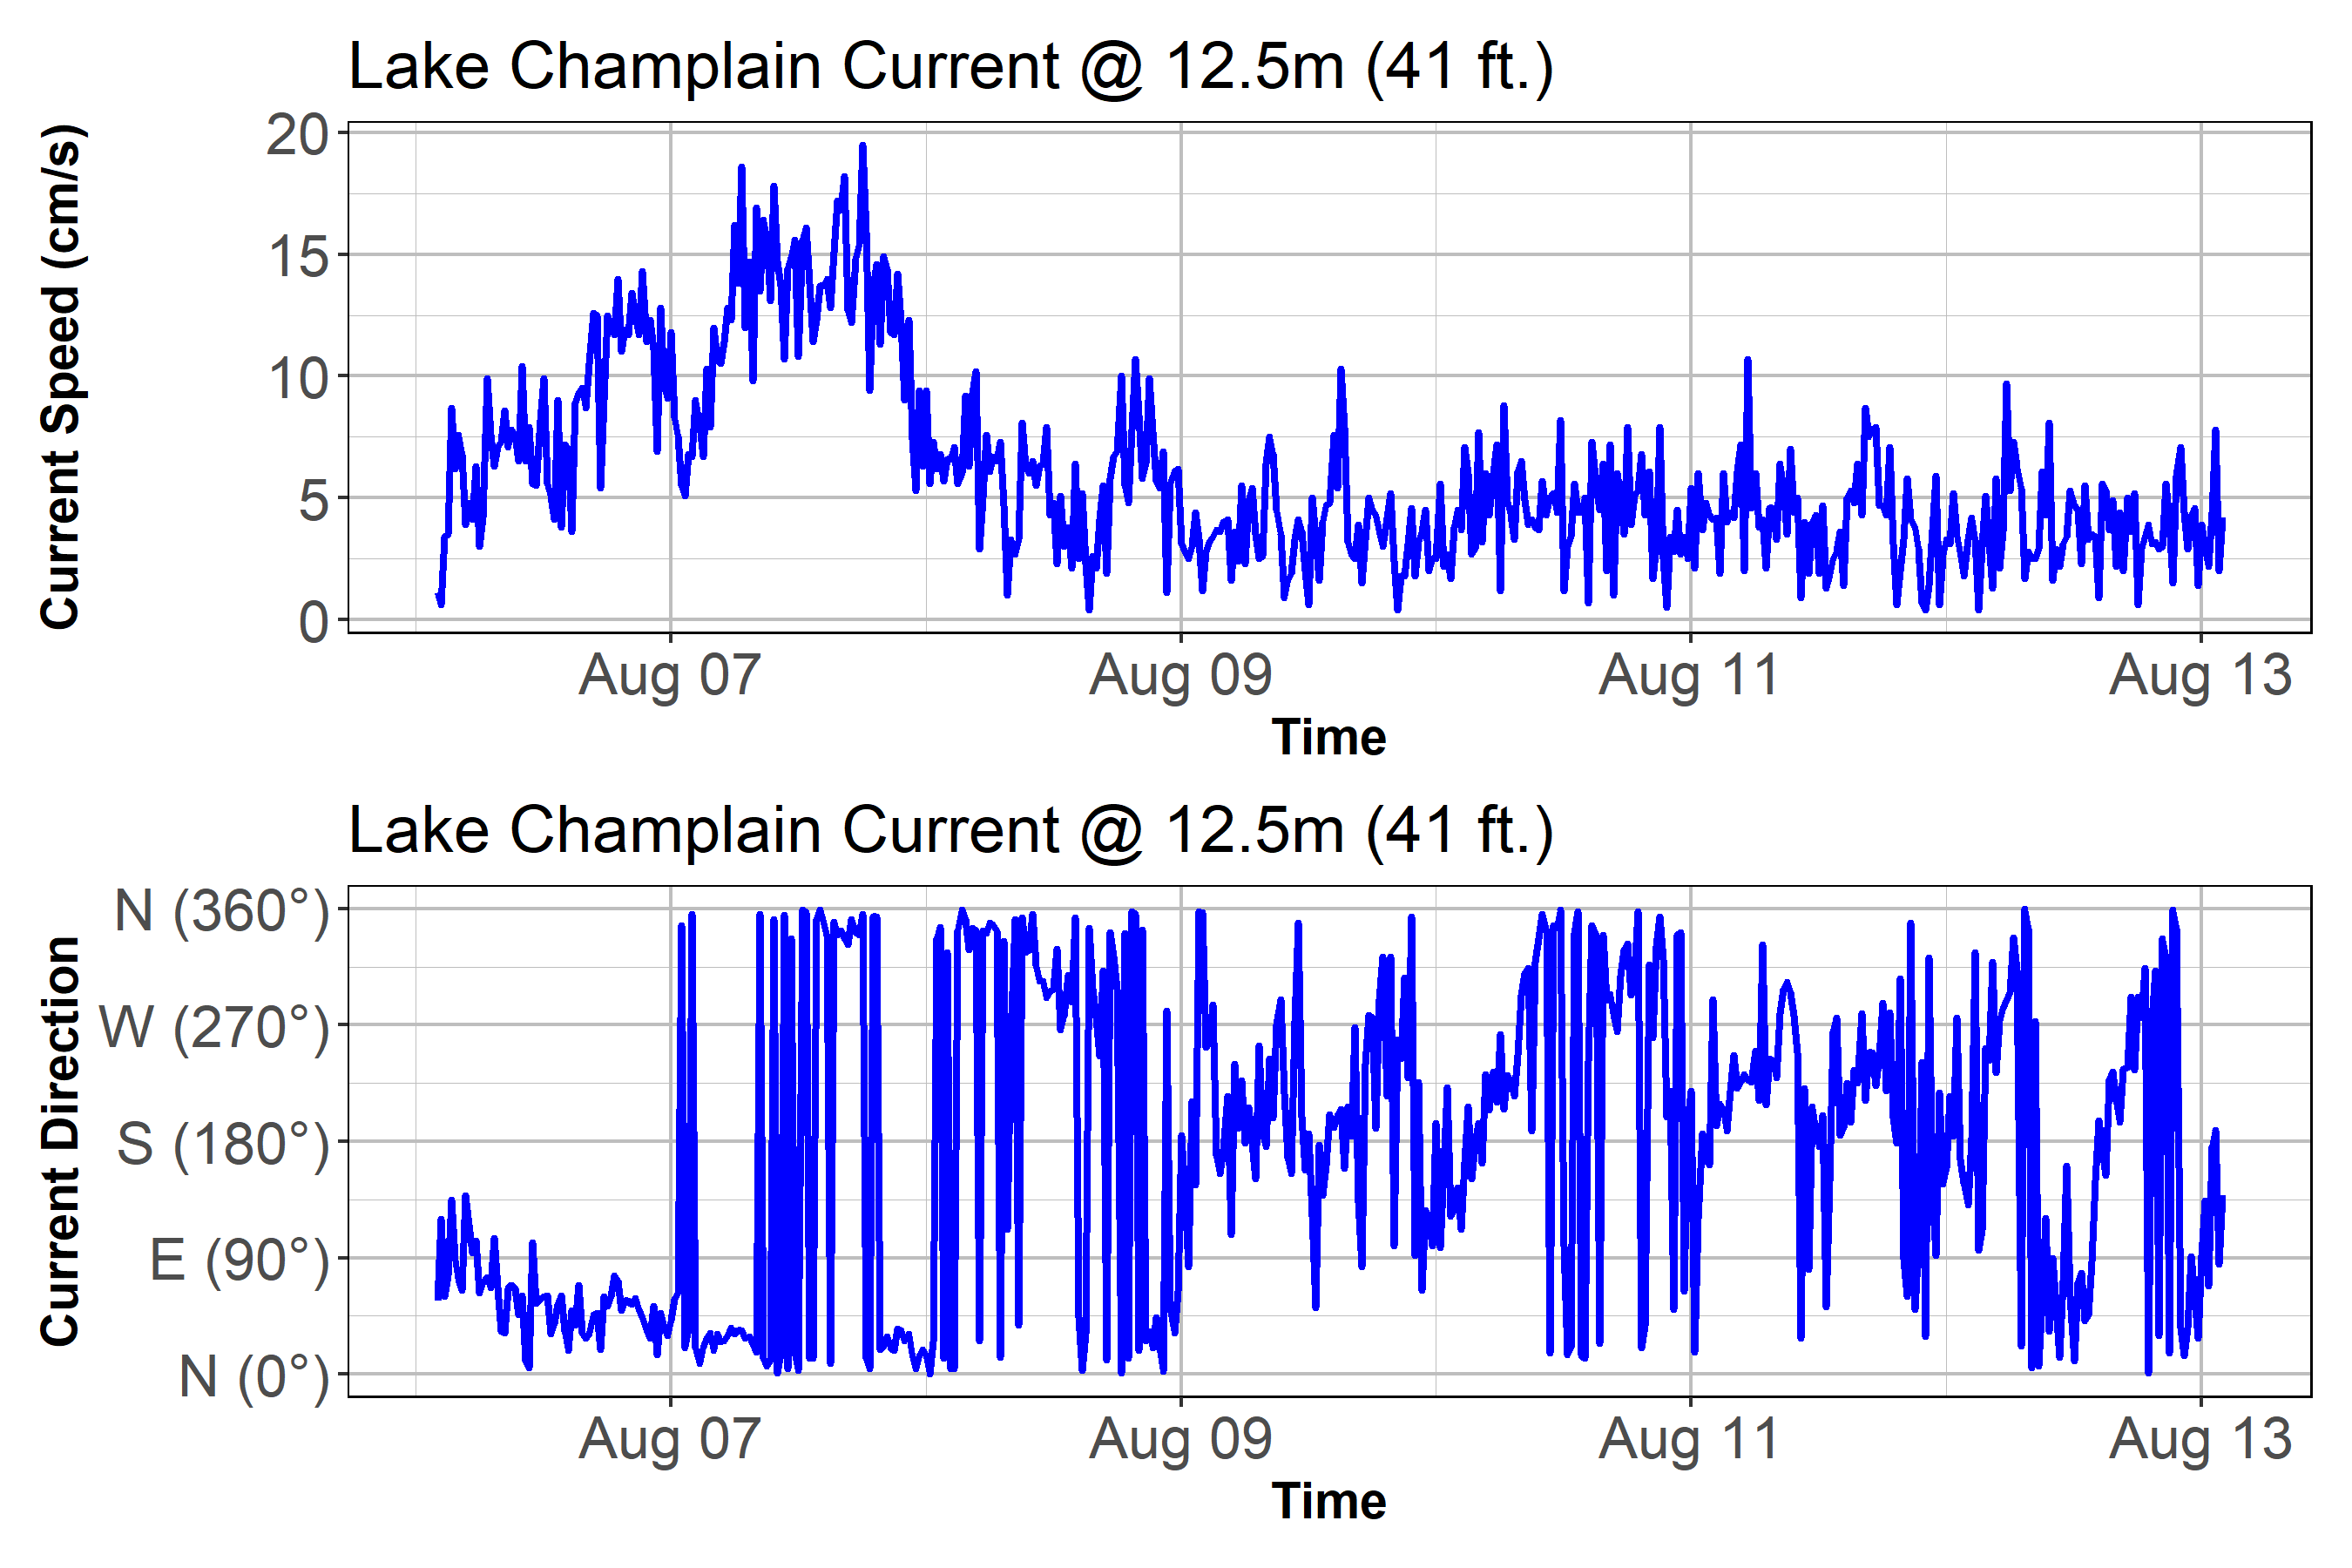 Lake Champlain Current @ 12.5m (41 ft.)
Current Speed (cm/s)
20
15
10
5
0
Aug 07 Aug 09 Aug 11 Aug 13
Time
Lake Champlain Current @ 12.5m (41 ft.)
Current Direction
N (360°)
W (270°)
S (180°)
E (90°)
N (0°)
Aug 07 Aug 09 Aug 11 Aug 13
Time